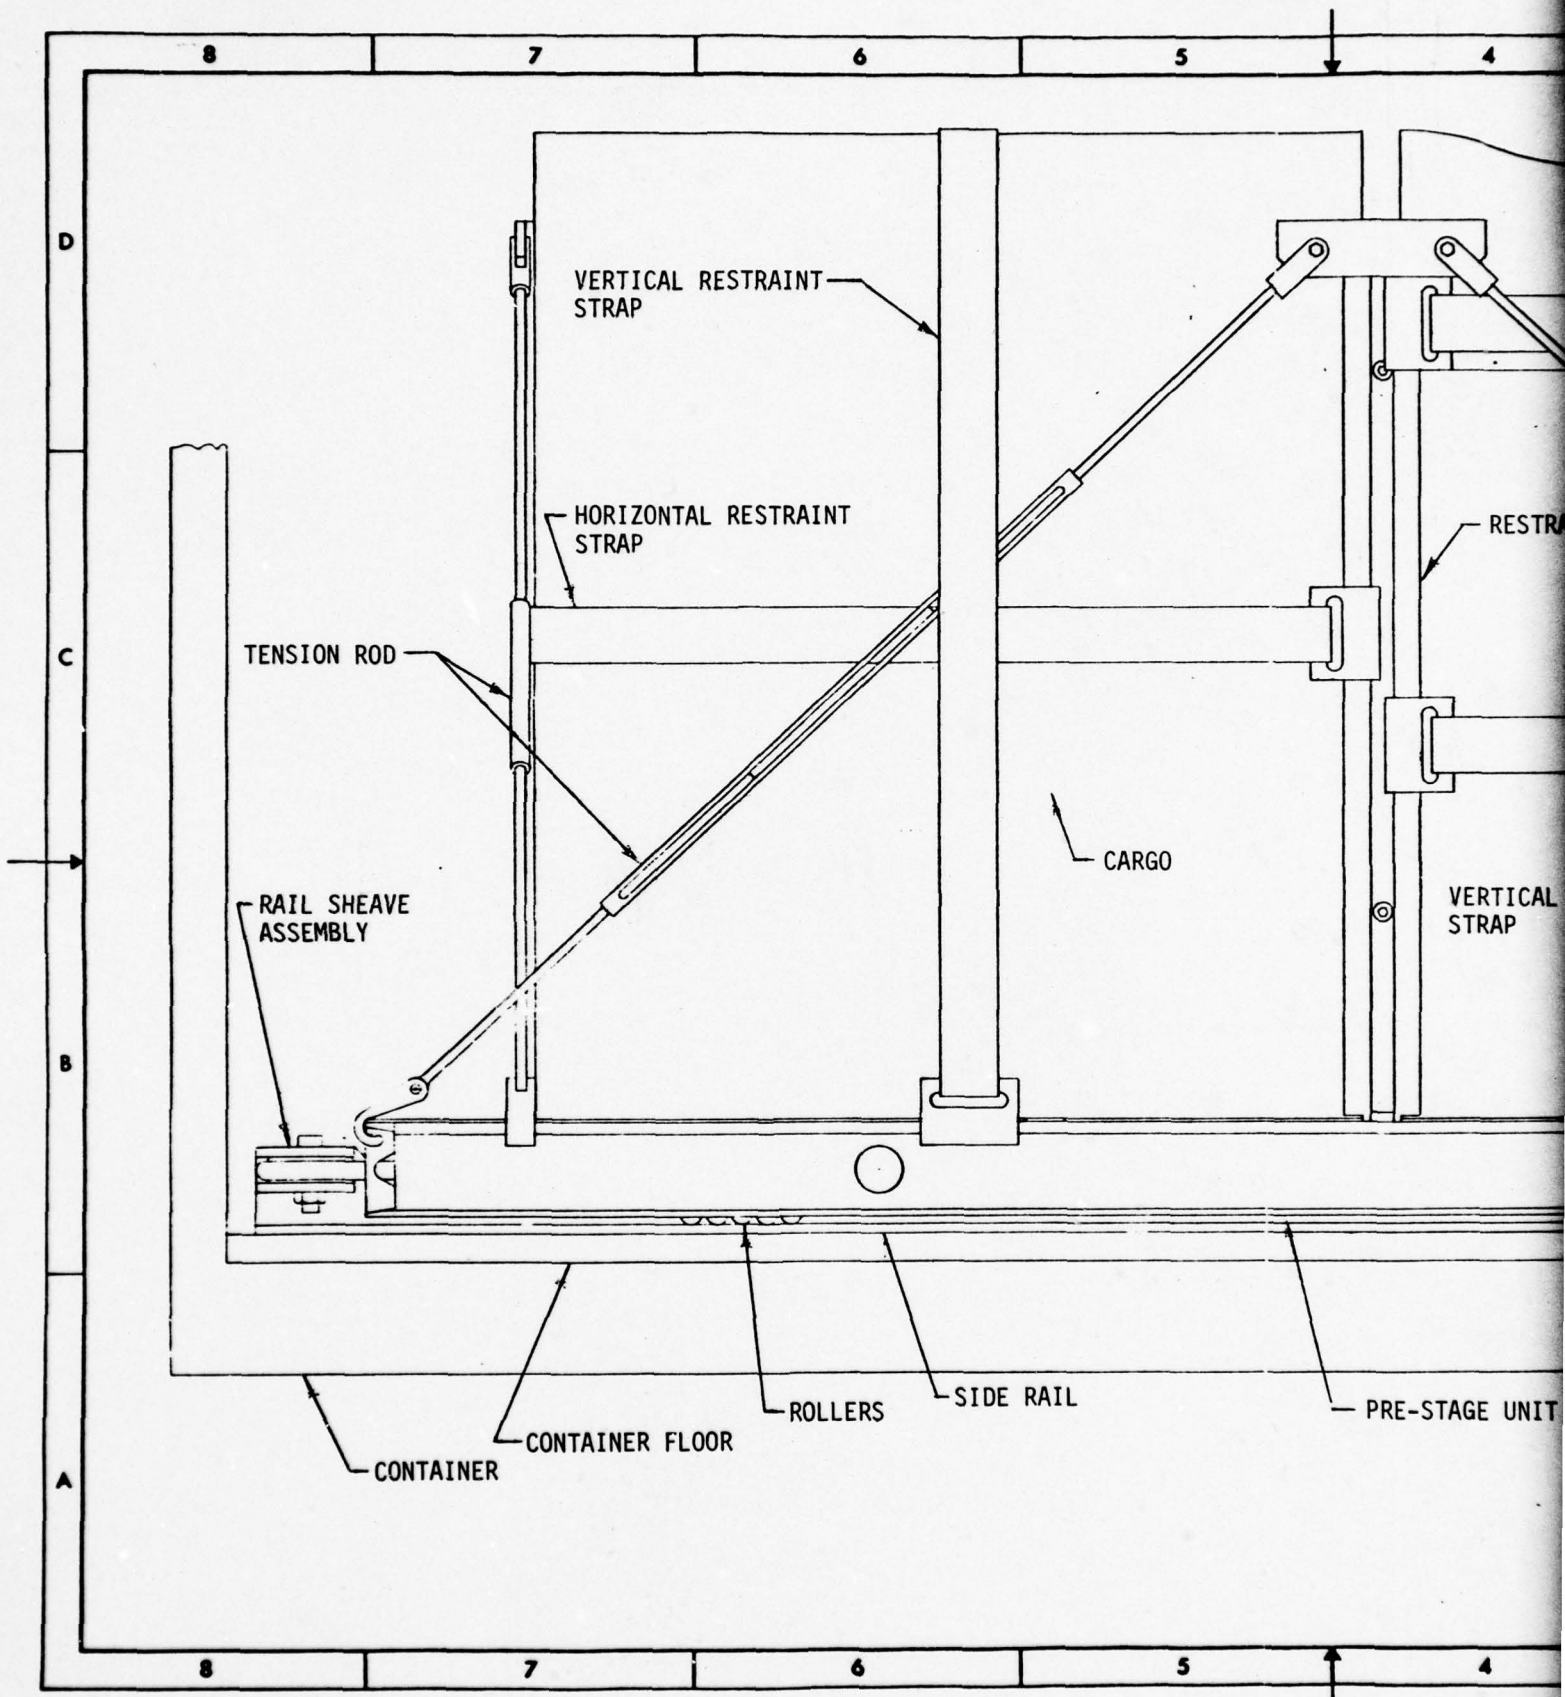 8 7 6 5 4
D
VERTICAL RESTRAINT
STRAP
HORIZONTAL RESTRAINT
STRAP
RESTRA
C
TENSION ROD
CARGO
RAIL SHEAVE
ASSEMBLY
VERTICAL
STRAP
B
ROLLERS
SIDE RAIL
PRE-STAGE UNIT
CONTAINER FLOOR
CONTAINER
A
8 7 6 5 4